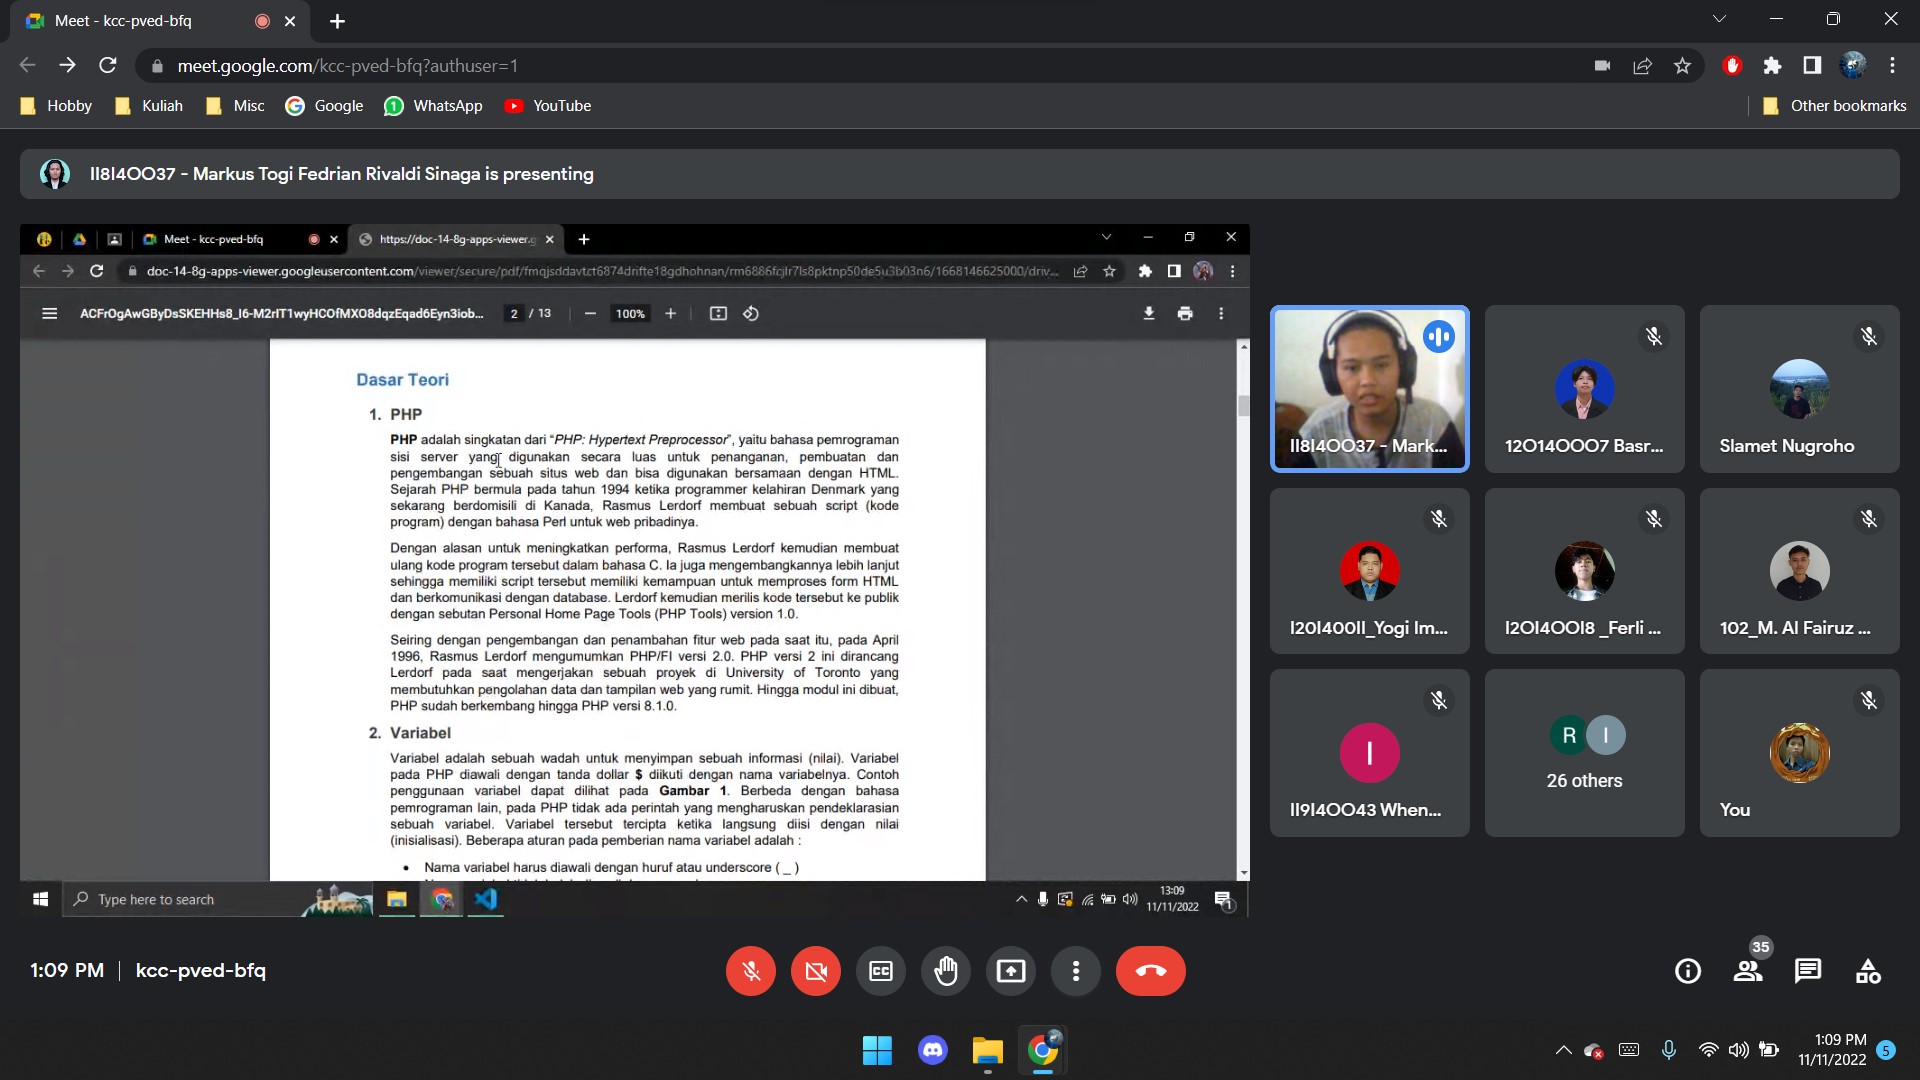 Meet - kcc-pved-bfq
meet.google.com/kcc-pved-bfq?authuser=1
Hobby Kuliah Misc Google WhatsApp YouTube Other bookmarks
II8I4OO37 - Markus Togi Fedrian Rivaldi Sinaga is presenting
Meet - kcc-pved-bfq https://doc-14-8g-apps-viewer.g
doc-14-8g-apps-viewer.googleusercontent.com/viewer/secure/pdf/
2 / 13 100%
Dasar Teori
1. PHP
PHP adalah singkatan dari “PHP: Hypertext Preprocessor”, yaitu bahasa pemrograman
sisi server yang digunakan secara luas untuk penanganan, pembuatan dan
pengembangan sebuah situs web dan bisa digunakan bersamaan dengan HTML.
Sejarah PHP bermula pada tahun 1994 ketika programmer kelahiran Denmark yang
sekarang berdomisili di Kanada, Rasmus Lerdorf membuat sebuah script (kode
program) dengan bahasa Perl untuk web pribadinya.
Dengan alasan untuk meningkatkan performa, Rasmus Lerdorf kemudian membuat
ulang kode program tersebut dalam bahasa C. Ia juga mengembangkannya lebih lanjut
sehingga memiliki script tersebut memiliki kemampuan untuk memproses form HTML
dan berkomunikasi dengan database. Lerdorf kemudian merilis kode tersebut ke publik
dengan sebutan Personal Home Page Tools (PHP Tools) version 1.0.
Seiring dengan pengembangan dan penambahan fitur web pada saat itu, pada April
1996, Rasmus Lerdorf mengumumkan PHP/FI versi 2.0. PHP versi 2 ini dirancang
Lerdorf pada saat mengerjakan sebuah proyek di University of Toronto yang
membutuhkan pengolahan data dan tampilan web yang rumit. Hingga modul ini dibuat,
PHP sudah berkembang hingga PHP versi 8.1.0.
2. Variabel
Variabel adalah sebuah wadah untuk menyimpan sebuah informasi (nilai). Variabel
pada PHP diawali dengan tanda dollar $ diikuti dengan nama variabelnya. Contoh
penggunaan variabel dapat dilihat pada Gambar 1. Berbeda dengan bahasa
pemrograman lain, pada PHP tidak ada perintah yang mengharuskan pendeklarasian
sebuah variabel. Variabel tersebut tercipta ketika langsung diisi dengan nilai
(inisialisasi). Beberapa aturan pada pemberian nama variabel adalah :
• Nama variabel harus diawali dengan huruf atau underscore ( _ )
Type here to search
13:09
11/11/2022
1
II8I4OO37 - Mark...
12O14OOO7 Basr...
Slamet Nugroho
I20I400II_Yogi Im...
I2OI4OOI8 _Ferli ...
102_M. Al Fairuz ...
I
II9I4OO43 When...
R I
26 others
You
1:09 PM | kcc-pved-bfq
CC
35
1:09 PM
11/11/2022
5